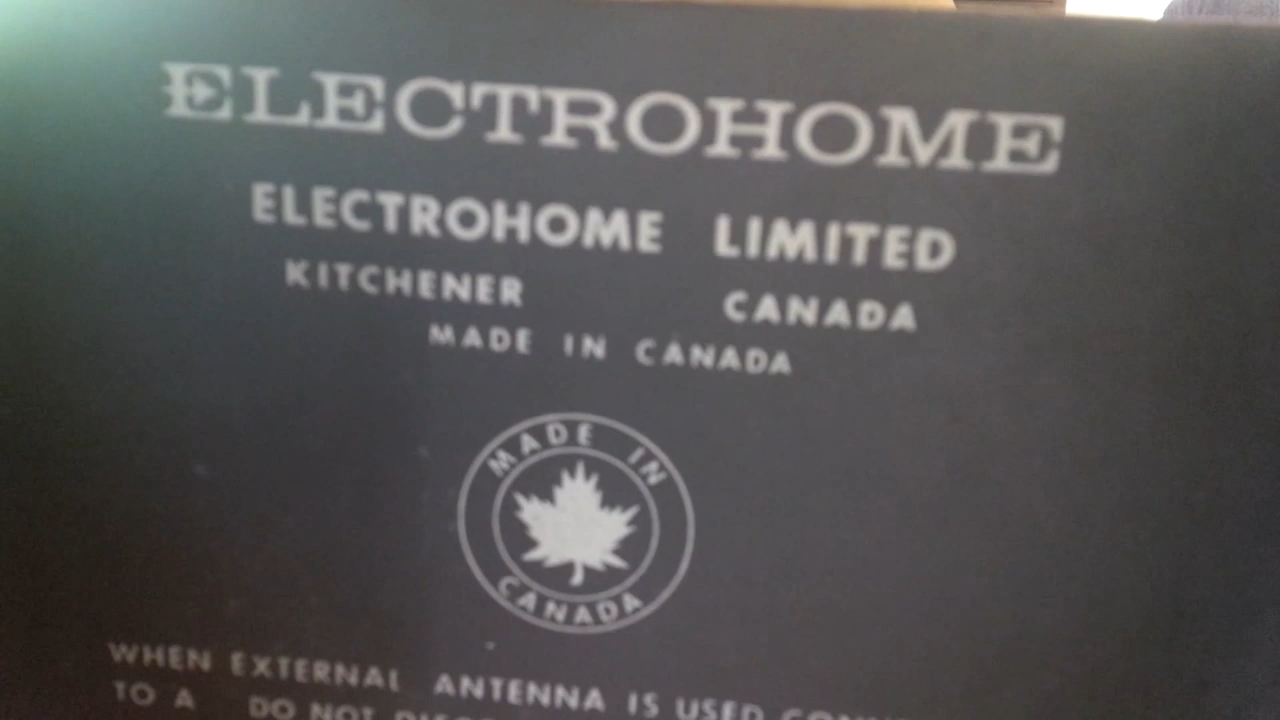 ELECTROHOME
ELECTROHOME LIMITED
KITCHENER CANADA
MADE IN CANADA
MADE IN
CANADA
WHEN EXTERNAL ANTENNA IS USED
TO A DO NOT